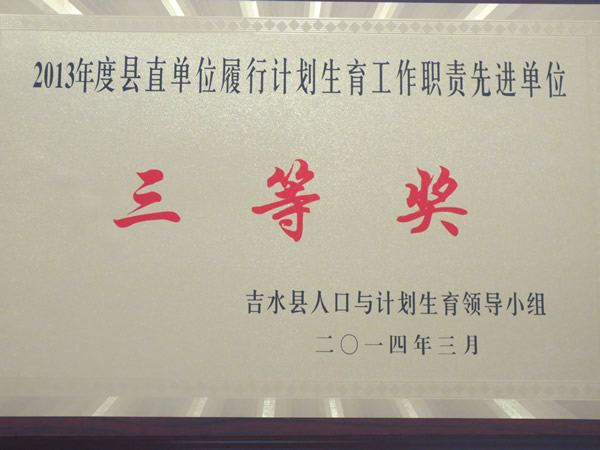 2013年度县直单位履行计划生育工作职责先进单位
三等奖
吉水县人口与计划生育领导小组
二〇一四年三月